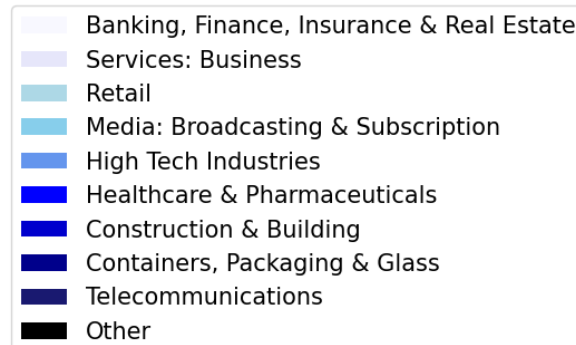 Banking, Finance, Insurance & Real Estate
Services: Business
Retail
Media: Broadcasting & Subscription
High Tech Industries
Healthcare & Pharmaceuticals
Construction & Building
Containers, Packaging & Glass
Telecommunications
Other